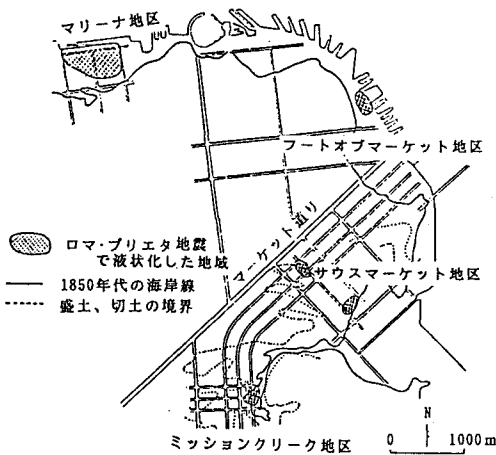 マリーナ地区
フートオブマーケット地区
マーケット通り
ロマ・プリエタ地震
で液状化した地域
サウスマーケット地区
1850年代の海岸線
盛土、切土の境界
ミッションクリーク地区
N
0 1000m